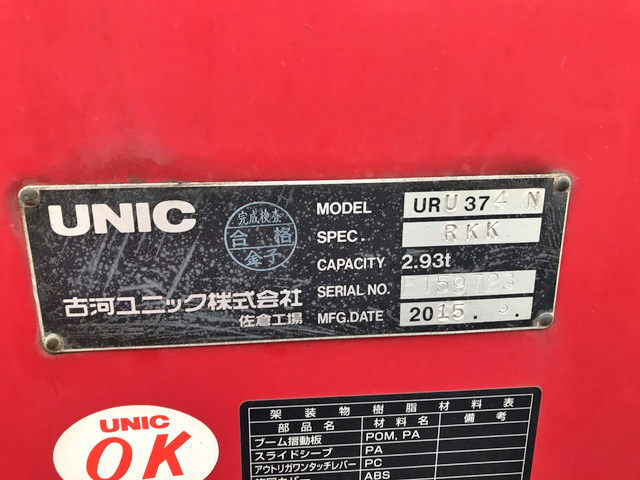 UNIC
完成検査
合格
金子
古河ユニック株式会社
佐倉工場
MODEL URU374 N
SPEC. RKK
CAPACITY 2.93t
SERIAL NO. 159723
MFG.DATE 2015.
UNIC
OK
架装物樹脂材料表
部品名 材料名 備考
ブーム摺動板 POM, PA
スライドシーブ PA
アウトリガワンタッチレバー PC
ABS